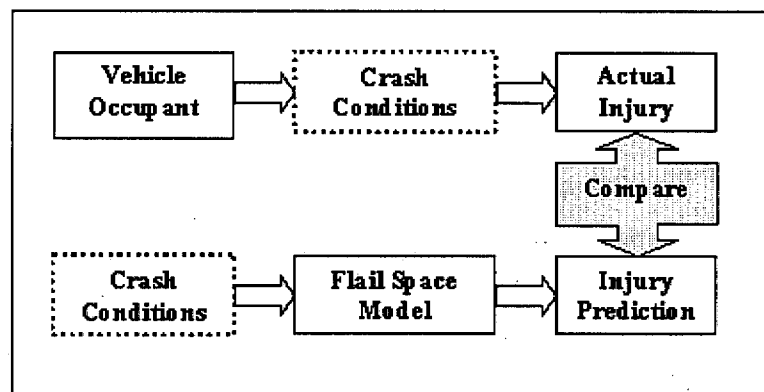 Vehicle
Occupant
Crash
Conditions
Actual
Injury
Compare
Crash
Conditions
Flail Space
Model
Injury
Prediction